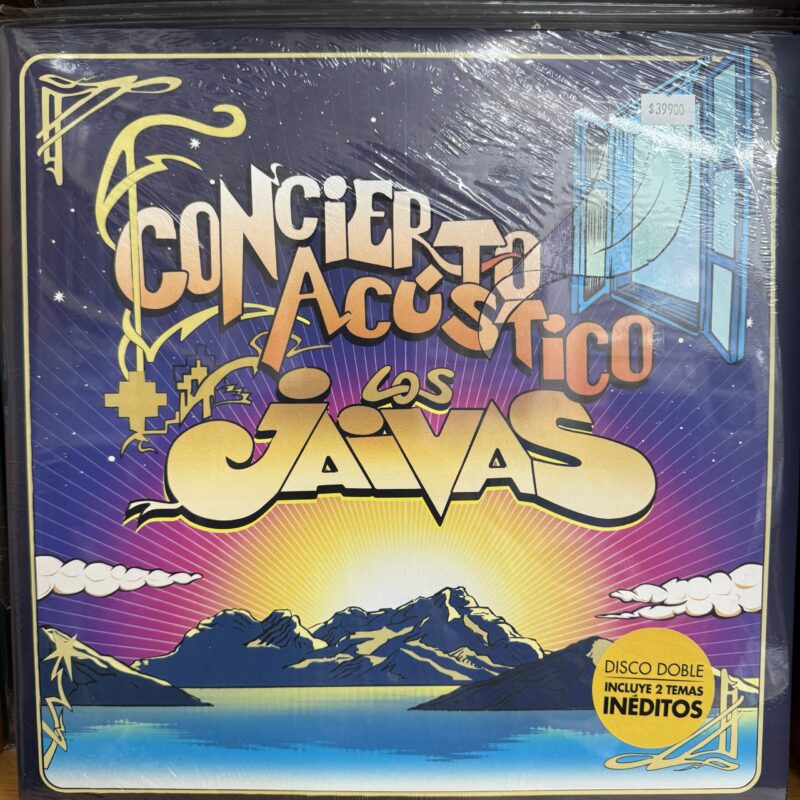 $39900
CONCIERTO
ACÚSTICO
LOS
JAIVAS
DISCO DOBLE
INCLUYE 2 TEMAS
INÉDITOS